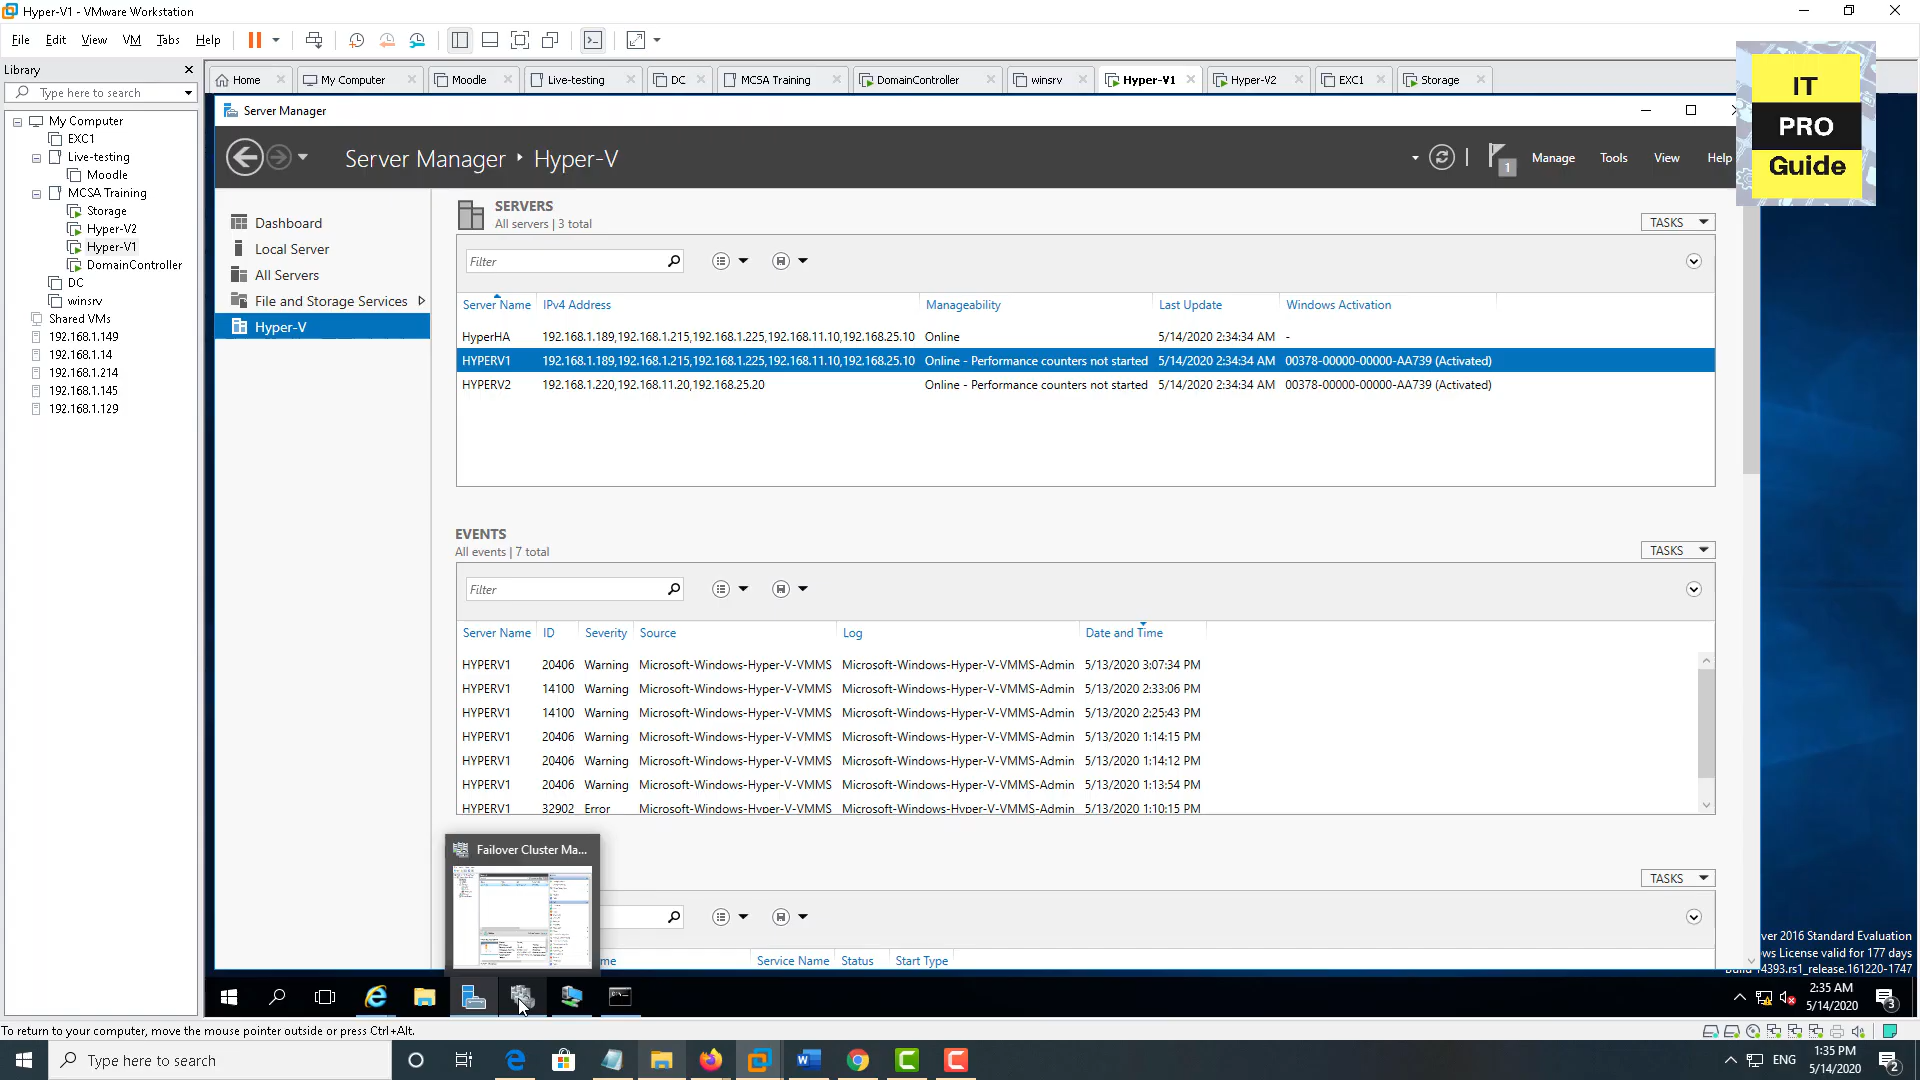 Hyper-V1 - VMware Workstation
File Edit View VM Tabs Help
Library
Type here to search
My Computer
EXC1
Live-testing
Moodle
MCSA Training
Storage
Hyper-V2
Hyper-V1
DomainController
DC
winsrv
Shared VMs
192.168.1.149
192.168.1.14
192.168.1.214
192.168.1.145
192.168.1.129
Home My Computer Moodle Live-testing DC MCSA Training DomainController winsrv Hyper-V1 Hyper-V2 EXC1 Storage
IT
PRO
Guide
Server Manager
Server Manager Hyper-V
1 Manage Tools View Help
Dashboard
Local Server
All Servers
File and Storage Services
Hyper-V
SERVERS
All servers | 3 total
TASKS
Filter
Server Name IPv4 Address Manageability Last Update Windows Activation
HyperHA 192.168.1.189,192.168.1.215,192.168.1.225,192.168.11.10,192.168.25.10 Online 5/14/2020 2:34:34 AM -
HYPERV1 192.168.1.189,192.168.1.215,192.168.1.225,192.168.11.10,192.168.25.10 Online - Performance counters not started 5/14/2020 2:34:34 AM 00378-00000-00000-AA739 (Activated)
HYPERV2 192.168.1.220,192.168.11.20,192.168.25.20 Online - Performance counters not started 5/14/2020 2:34:34 AM 00378-00000-00000-AA739 (Activated)
EVENTS
All events | 7 total
TASKS
Filter
Server Name ID Severity Source Log Date and Time
HYPERV1 20406 Warning Microsoft-Windows-Hyper-V-VMMS Microsoft-Windows-Hyper-V-VMMS-Admin 5/13/2020 3:07:34 PM
HYPERV1 14100 Warning Microsoft-Windows-Hyper-V-VMMS Microsoft-Windows-Hyper-V-VMMS-Admin 5/13/2020 2:33:06 PM
HYPERV1 14100 Warning Microsoft-Windows-Hyper-V-VMMS Microsoft-Windows-Hyper-V-VMMS-Admin 5/13/2020 2:25:43 PM
HYPERV1 20406 Warning Microsoft-Windows-Hyper-V-VMMS Microsoft-Windows-Hyper-V-VMMS-Admin 5/13/2020 1:14:15 PM
HYPERV1 20406 Warning Microsoft-Windows-Hyper-V-VMMS Microsoft-Windows-Hyper-V-VMMS-Admin 5/13/2020 1:14:12 PM
HYPERV1 20406 Warning Microsoft-Windows-Hyper-V-VMMS Microsoft-Windows-Hyper-V-VMMS-Admin 5/13/2020 1:13:54 PM
HYPERV1 32902 Error Microsoft-Windows-Hyper-V-VMMS Microsoft-Windows-Hyper-V-VMMS-Admin 5/13/2020 1:10:15 PM
Failover Cluster Ma...
TASKS
me Service Name Status Start Type
ver 2016 Standard Evaluation
ws License valid for 177 days
Build 14393.rs1_release.161220-1747
2:35 AM
5/14/2020
3
To return to your computer, move the mouse pointer outside or press Ctrl+Alt.
Type here to search
ENG
1:35 PM
5/14/2020
2